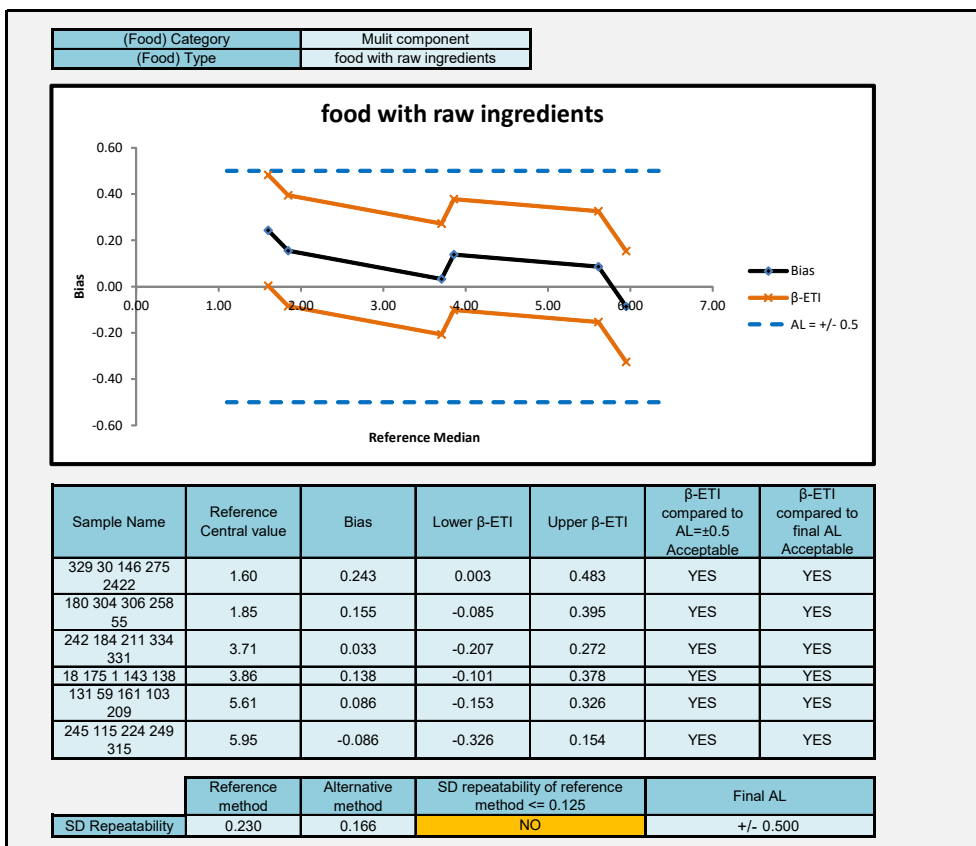 (Food) Category Mulit component
(Food) Type food with raw ingredients
food with raw ingredients
0.60
0.40
0.20
0.00
-0.20
-0.40
-0.60
0.00 1.00 2.00 3.00 4.00 5.00 6.00 7.00
Bias
Reference Median
Bias
β-ETI
AL = +/- 0.5
Sample Name Reference Central value Bias Lower β-ETI Upper β-ETI β-ETI compared to AL=±0.5 Acceptable β-ETI compared to final AL Acceptable
329 30 146 275 2422 1.60 0.243 0.003 0.483 YES YES
180 304 306 258 55 1.85 0.155 -0.085 0.395 YES YES
242 184 211 334 331 3.71 0.033 -0.207 0.272 YES YES
18 175 1 143 138 3.86 0.138 -0.101 0.378 YES YES
131 59 161 103 209 5.61 0.086 -0.153 0.326 YES YES
245 115 224 249 315 5.95 -0.086 -0.326 0.154 YES YES
Reference method Alternative method SD repeatability of reference method <= 0.125 Final AL
SD Repeatability 0.230 0.166 NO +/- 0.500